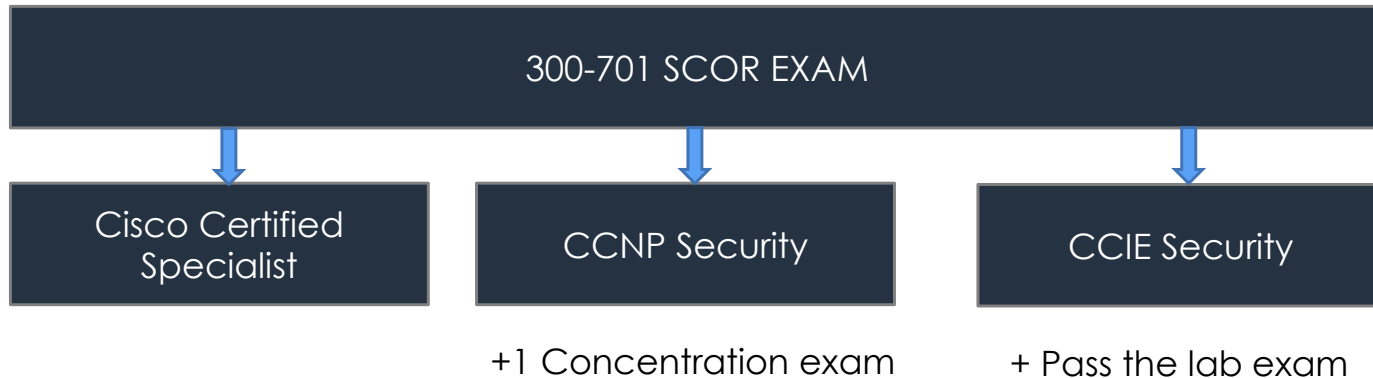 300-701 SCOR EXAM
Cisco Certified
Specialist
CCNP Security
CCIE Security
+1 Concentration exam
+ Pass the lab exam